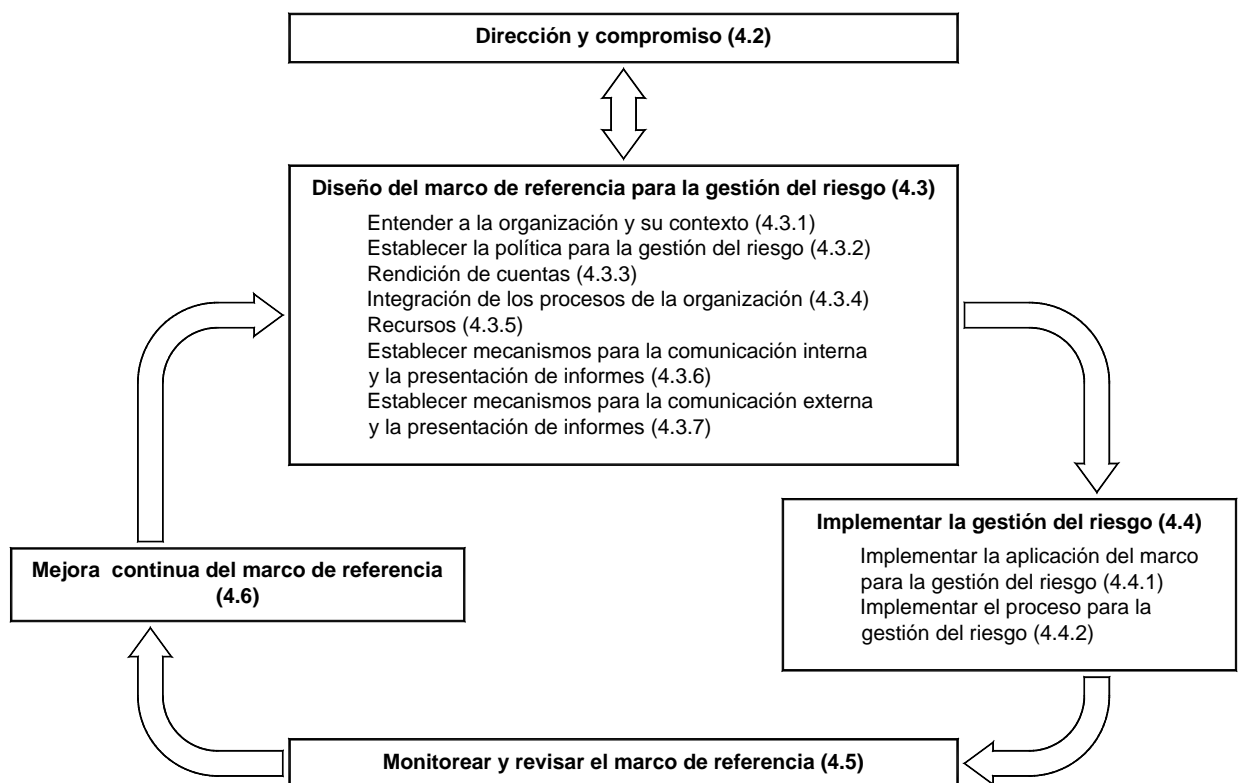 Dirección y compromiso (4.2)
Diseño del marco de referencia para la gestión del riesgo (4.3)
Entender a la organización y su contexto (4.3.1)
Establecer la política para la gestión del riesgo (4.3.2)
Rendición de cuentas (4.3.3)
Integración de los procesos de la organización (4.3.4)
Recursos (4.3.5)
Establecer mecanismos para la comunicación interna
y la presentación de informes (4.3.6)
Establecer mecanismos para la comunicación externa
y la presentación de informes (4.3.7)
Implementar la gestión del riesgo (4.4)
Implementar la aplicación del marco
para la gestión del riesgo (4.4.1)
Implementar el proceso para la
gestión del riesgo (4.4.2)
Mejora continua del marco de referencia
(4.6)
Monitorear y revisar el marco de referencia (4.5)